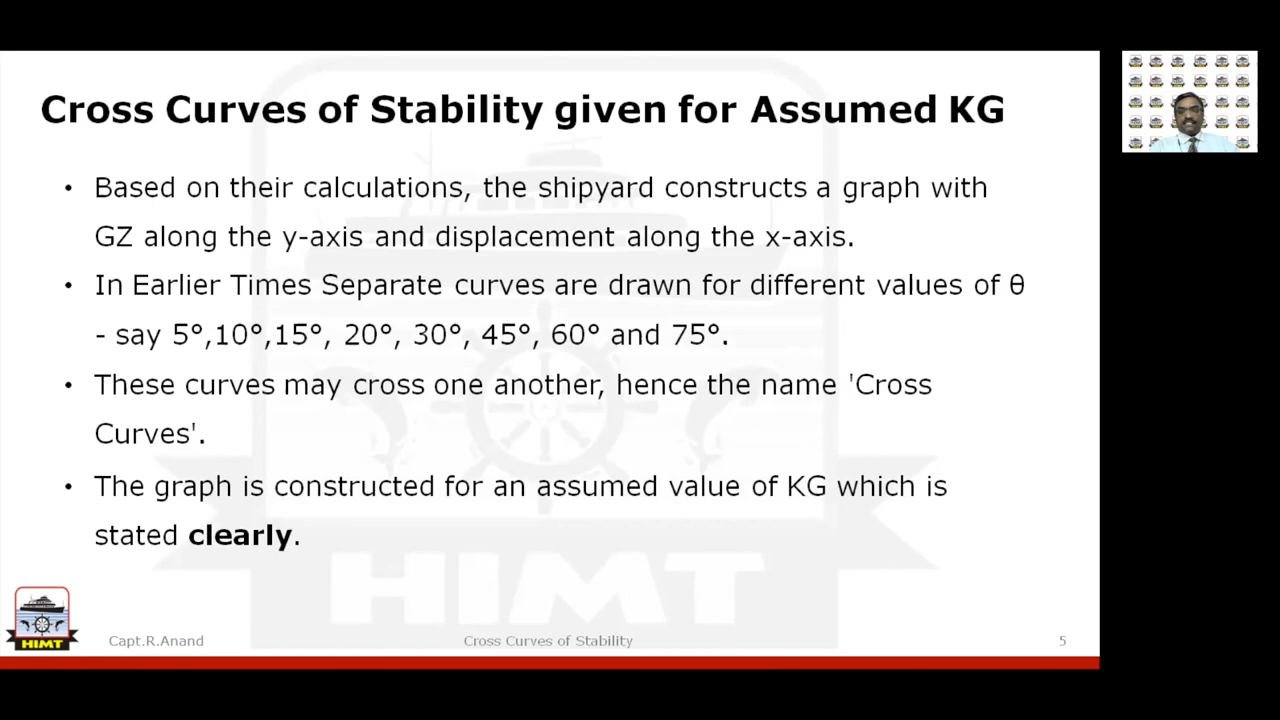 Cross Curves of Stability given for Assumed KG
• Based on their calculations, the shipyard constructs a graph with
GZ along the y-axis and displacement along the x-axis.
• In Earlier Times Separate curves are drawn for different values of θ
- say 5°,10°,15°, 20°, 30°, 45°, 60° and 75°.
• These curves may cross one another, hence the name 'Cross
Curves'.
• The graph is constructed for an assumed value of KG which is
stated clearly.
HIMT
HIMT
Capt.R.Anand
Cross Curves of Stability
5